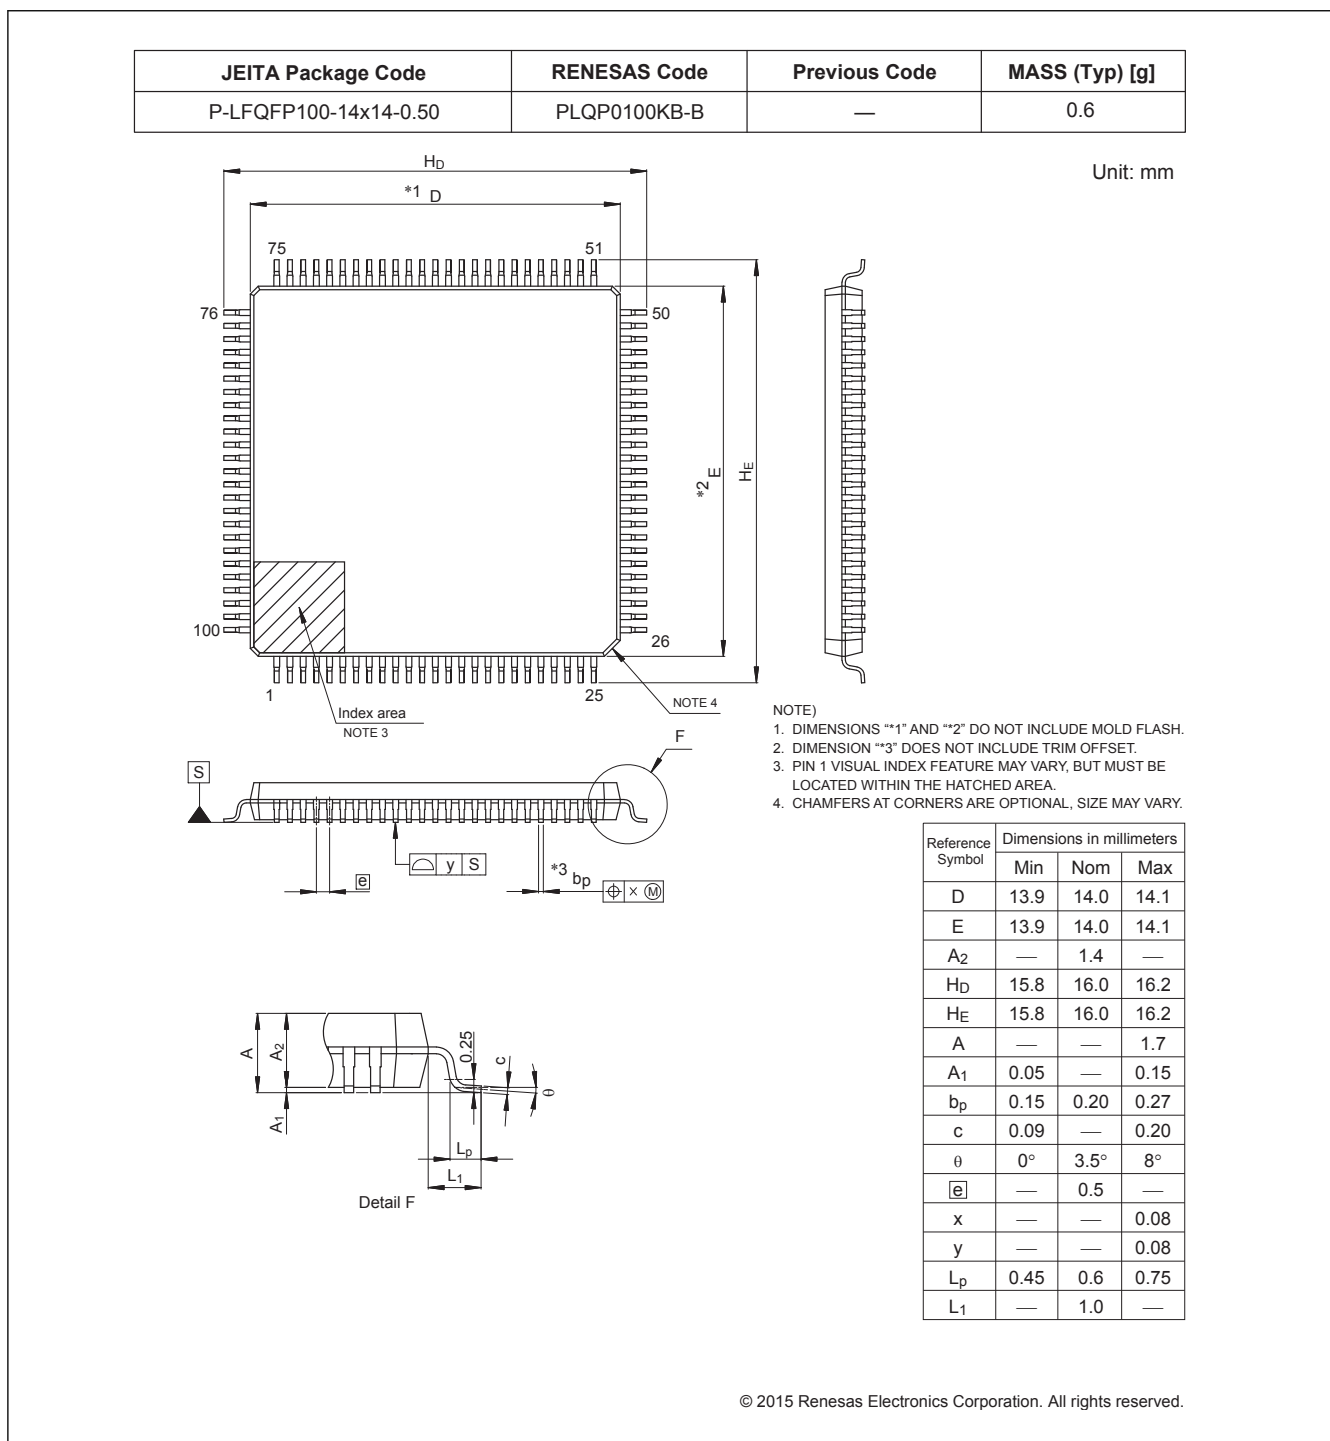 JEITA Package Code RENESAS Code Previous Code MASS (Typ) [g]
P-LFQFP100-14x14-0.50 PLQP0100KB-B — 0.6
Unit: mm
HD
*1 D
75 51
76 50
*2 E
HE
100 26
1 25
Index area
NOTE 3
NOTE 4
NOTE)
1. DIMENSIONS “*1” AND “*2” DO NOT INCLUDE MOLD FLASH.
2. DIMENSION “*3” DOES NOT INCLUDE TRIM OFFSET.
3. PIN 1 VISUAL INDEX FEATURE MAY VARY, BUT MUST BE
LOCATED WITHIN THE HATCHED AREA.
4. CHAMFERS AT CORNERS ARE OPTIONAL, SIZE MAY VARY.
F
S
y S
e
*3 bp
x M
A
A2
A1
0.25
c
θ
Lp
L1
Detail F
Reference Symbol Dimensions in millimeters
Min Nom Max
D 13.9 14.0 14.1
E 13.9 14.0 14.1
A2 — 1.4 —
HD 15.8 16.0 16.2
HE 15.8 16.0 16.2
A — — 1.7
A1 0.05 — 0.15
bp 0.15 0.20 0.27
c 0.09 — 0.20
θ 0° 3.5° 8°
e — 0.5 —
x — — 0.08
y — — 0.08
Lp 0.45 0.6 0.75
L1 — 1.0 —
© 2015 Renesas Electronics Corporation. All rights reserved.